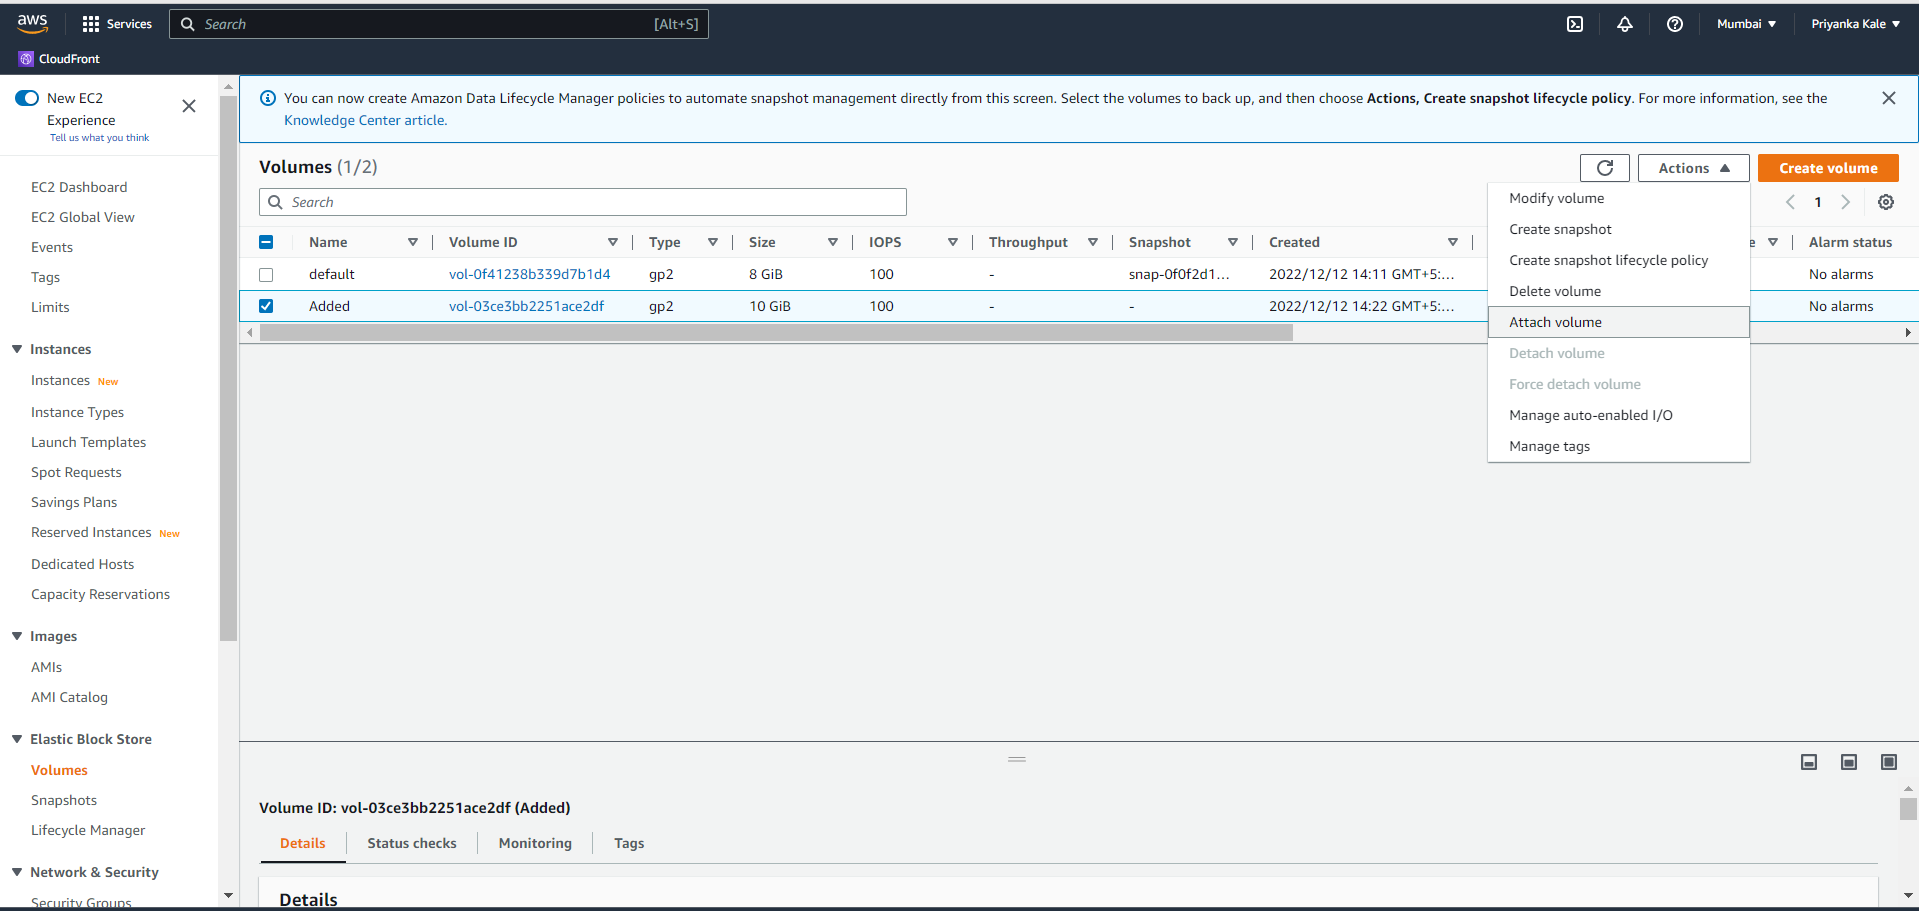 aws
Services
Search [Alt+S]
Mumbai
Priyanka Kale
CloudFront
New EC2
Experience
Tell us what you think
EC2 Dashboard
EC2 Global View
Events
Tags
Limits
Instances
Instances New
Instance Types
Launch Templates
Spot Requests
Savings Plans
Reserved Instances New
Dedicated Hosts
Capacity Reservations
Images
AMIs
AMI Catalog
Elastic Block Store
Volumes
Snapshots
Lifecycle Manager
Network & Security
Security Groups
You can now create Amazon Data Lifecycle Manager policies to automate snapshot management directly from this screen. Select the volumes to back up, and then choose Actions, Create snapshot lifecycle policy. For more information, see the
Knowledge Center article.
Volumes (1/2)
Actions
Create volume
Search
1
Name Volume ID Type Size IOPS Throughput Snapshot Created e Alarm status
default vol-0f41238b339d7b1d4 gp2 8 GiB 100 - snap-0f0f2d1... 2022/12/12 14:11 GMT+5:... No alarms
Added vol-03ce3bb2251ace2df gp2 10 GiB 100 - - 2022/12/12 14:22 GMT+5:... No alarms
Modify volume
Create snapshot
Create snapshot lifecycle policy
Delete volume
Attach volume
Detach volume
Force detach volume
Manage auto-enabled I/O
Manage tags
Volume ID: vol-03ce3bb2251ace2df (Added)
Details Status checks Monitoring Tags
Details